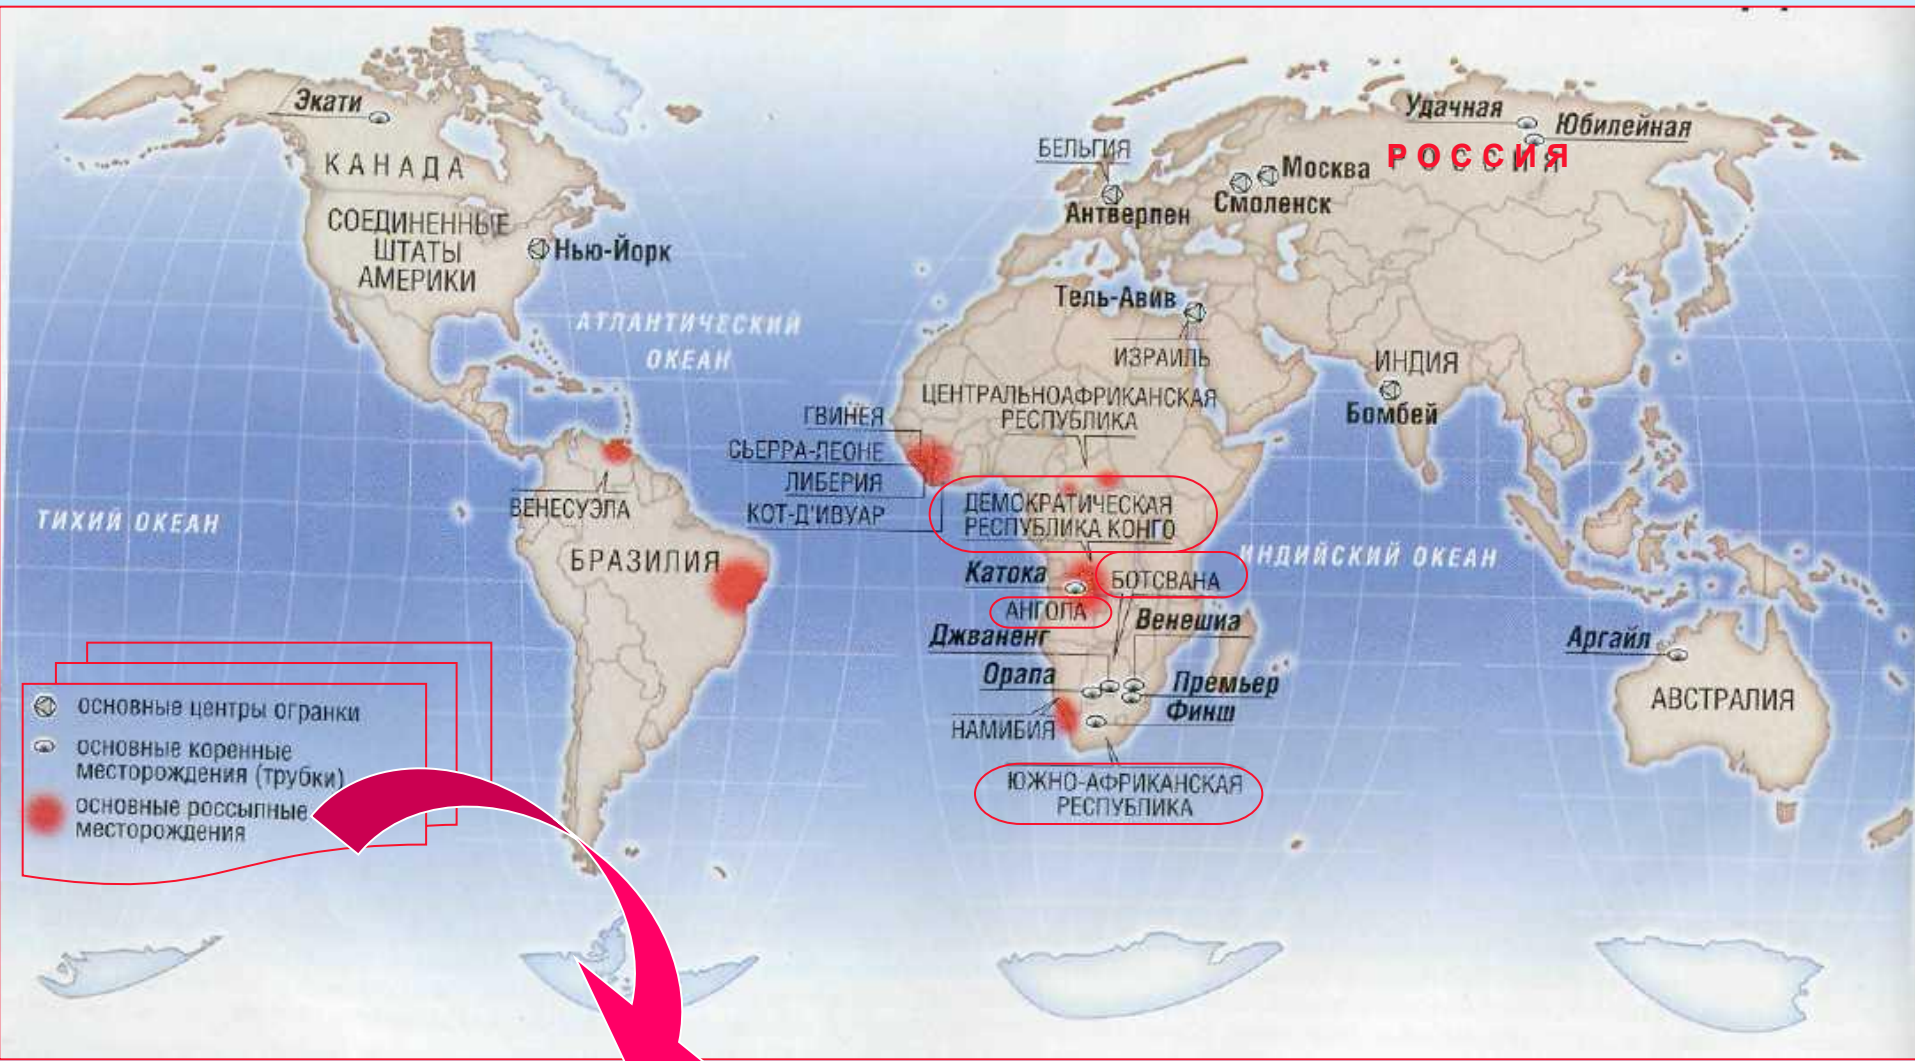 Экати
КАНАДА
СОЕДИНЕННЫЕ
ШТАТЫ
АМЕРИКИ
Нью-Йорк
АТЛАНТИЧЕСКИЙ
ОКЕАН
ТИХИЙ ОКЕАН
ВЕНЕСУЭЛА
БРАЗИЛИЯ
ГВИНЕЯ
СЬЕРРА-ЛЕОНЕ
ЛИБЕРИЯ
КОТ-Д'ИВУАР
БЕЛЬГИЯ
Антверпен
Москва
Смоленск
Удачная
Юбилейная
РОССИЯ
Тель-Авив
ИЗРАИЛЬ
ИНДИЯ
Бомбей
ЦЕНТРАЛЬНОАФРИКАНСКАЯ
РЕСПУБЛИКА
ДЕМОКРАТИЧЕСКАЯ
РЕСПУБЛИКА КОНГО
ИНДИЙСКИЙ ОКЕАН
Катока
БОТСВАНА
АНГОЛА
Венешиа
Джваненг
Орапа
Премьер
Финш
НАМИБИЯ
ЮЖНО-АФРИКАНСКАЯ
РЕСПУБЛИКА
Аргайл
АВСТРАЛИЯ
основные центры огранки
основные коренные
месторождения (трубки)
основные россыпные
месторождения